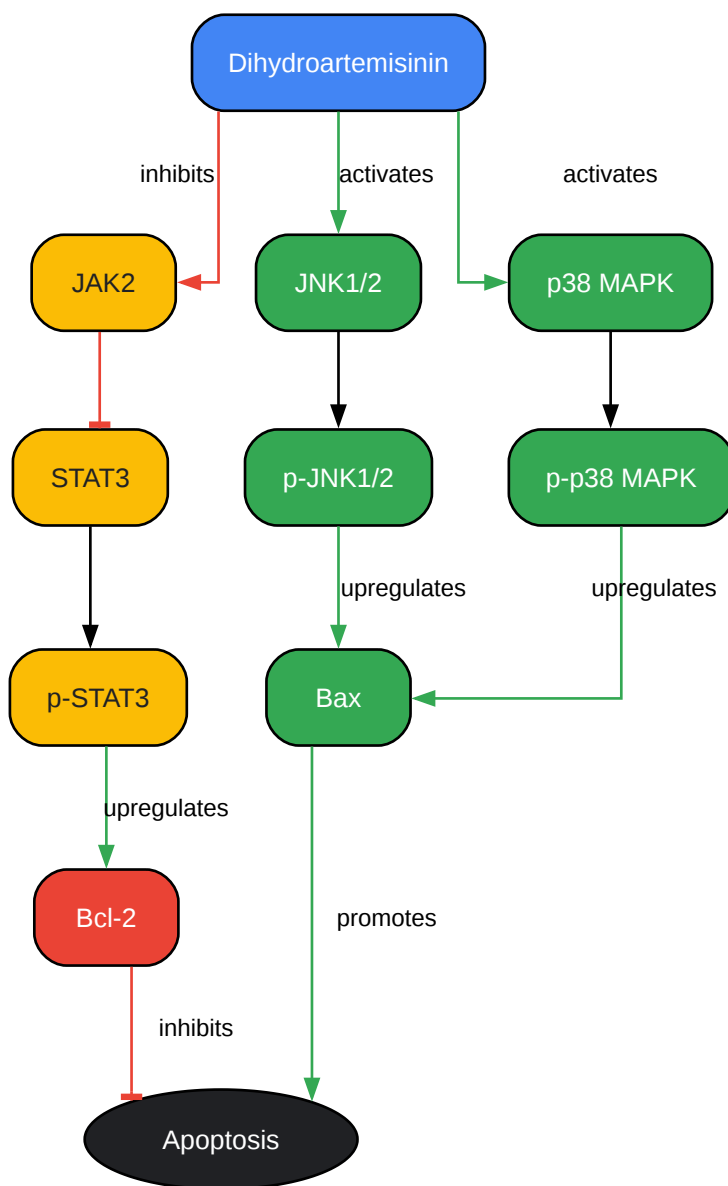 Dihydroartemisinin
inhibits
activates
activates
JAK2
JNK1/2
p38 MAPK
STAT3
p-JNK1/2
p-p38 MAPK
upregulates
upregulates
p-STAT3
Bax
upregulates
Bcl-2
promotes
inhibits
Apoptosis